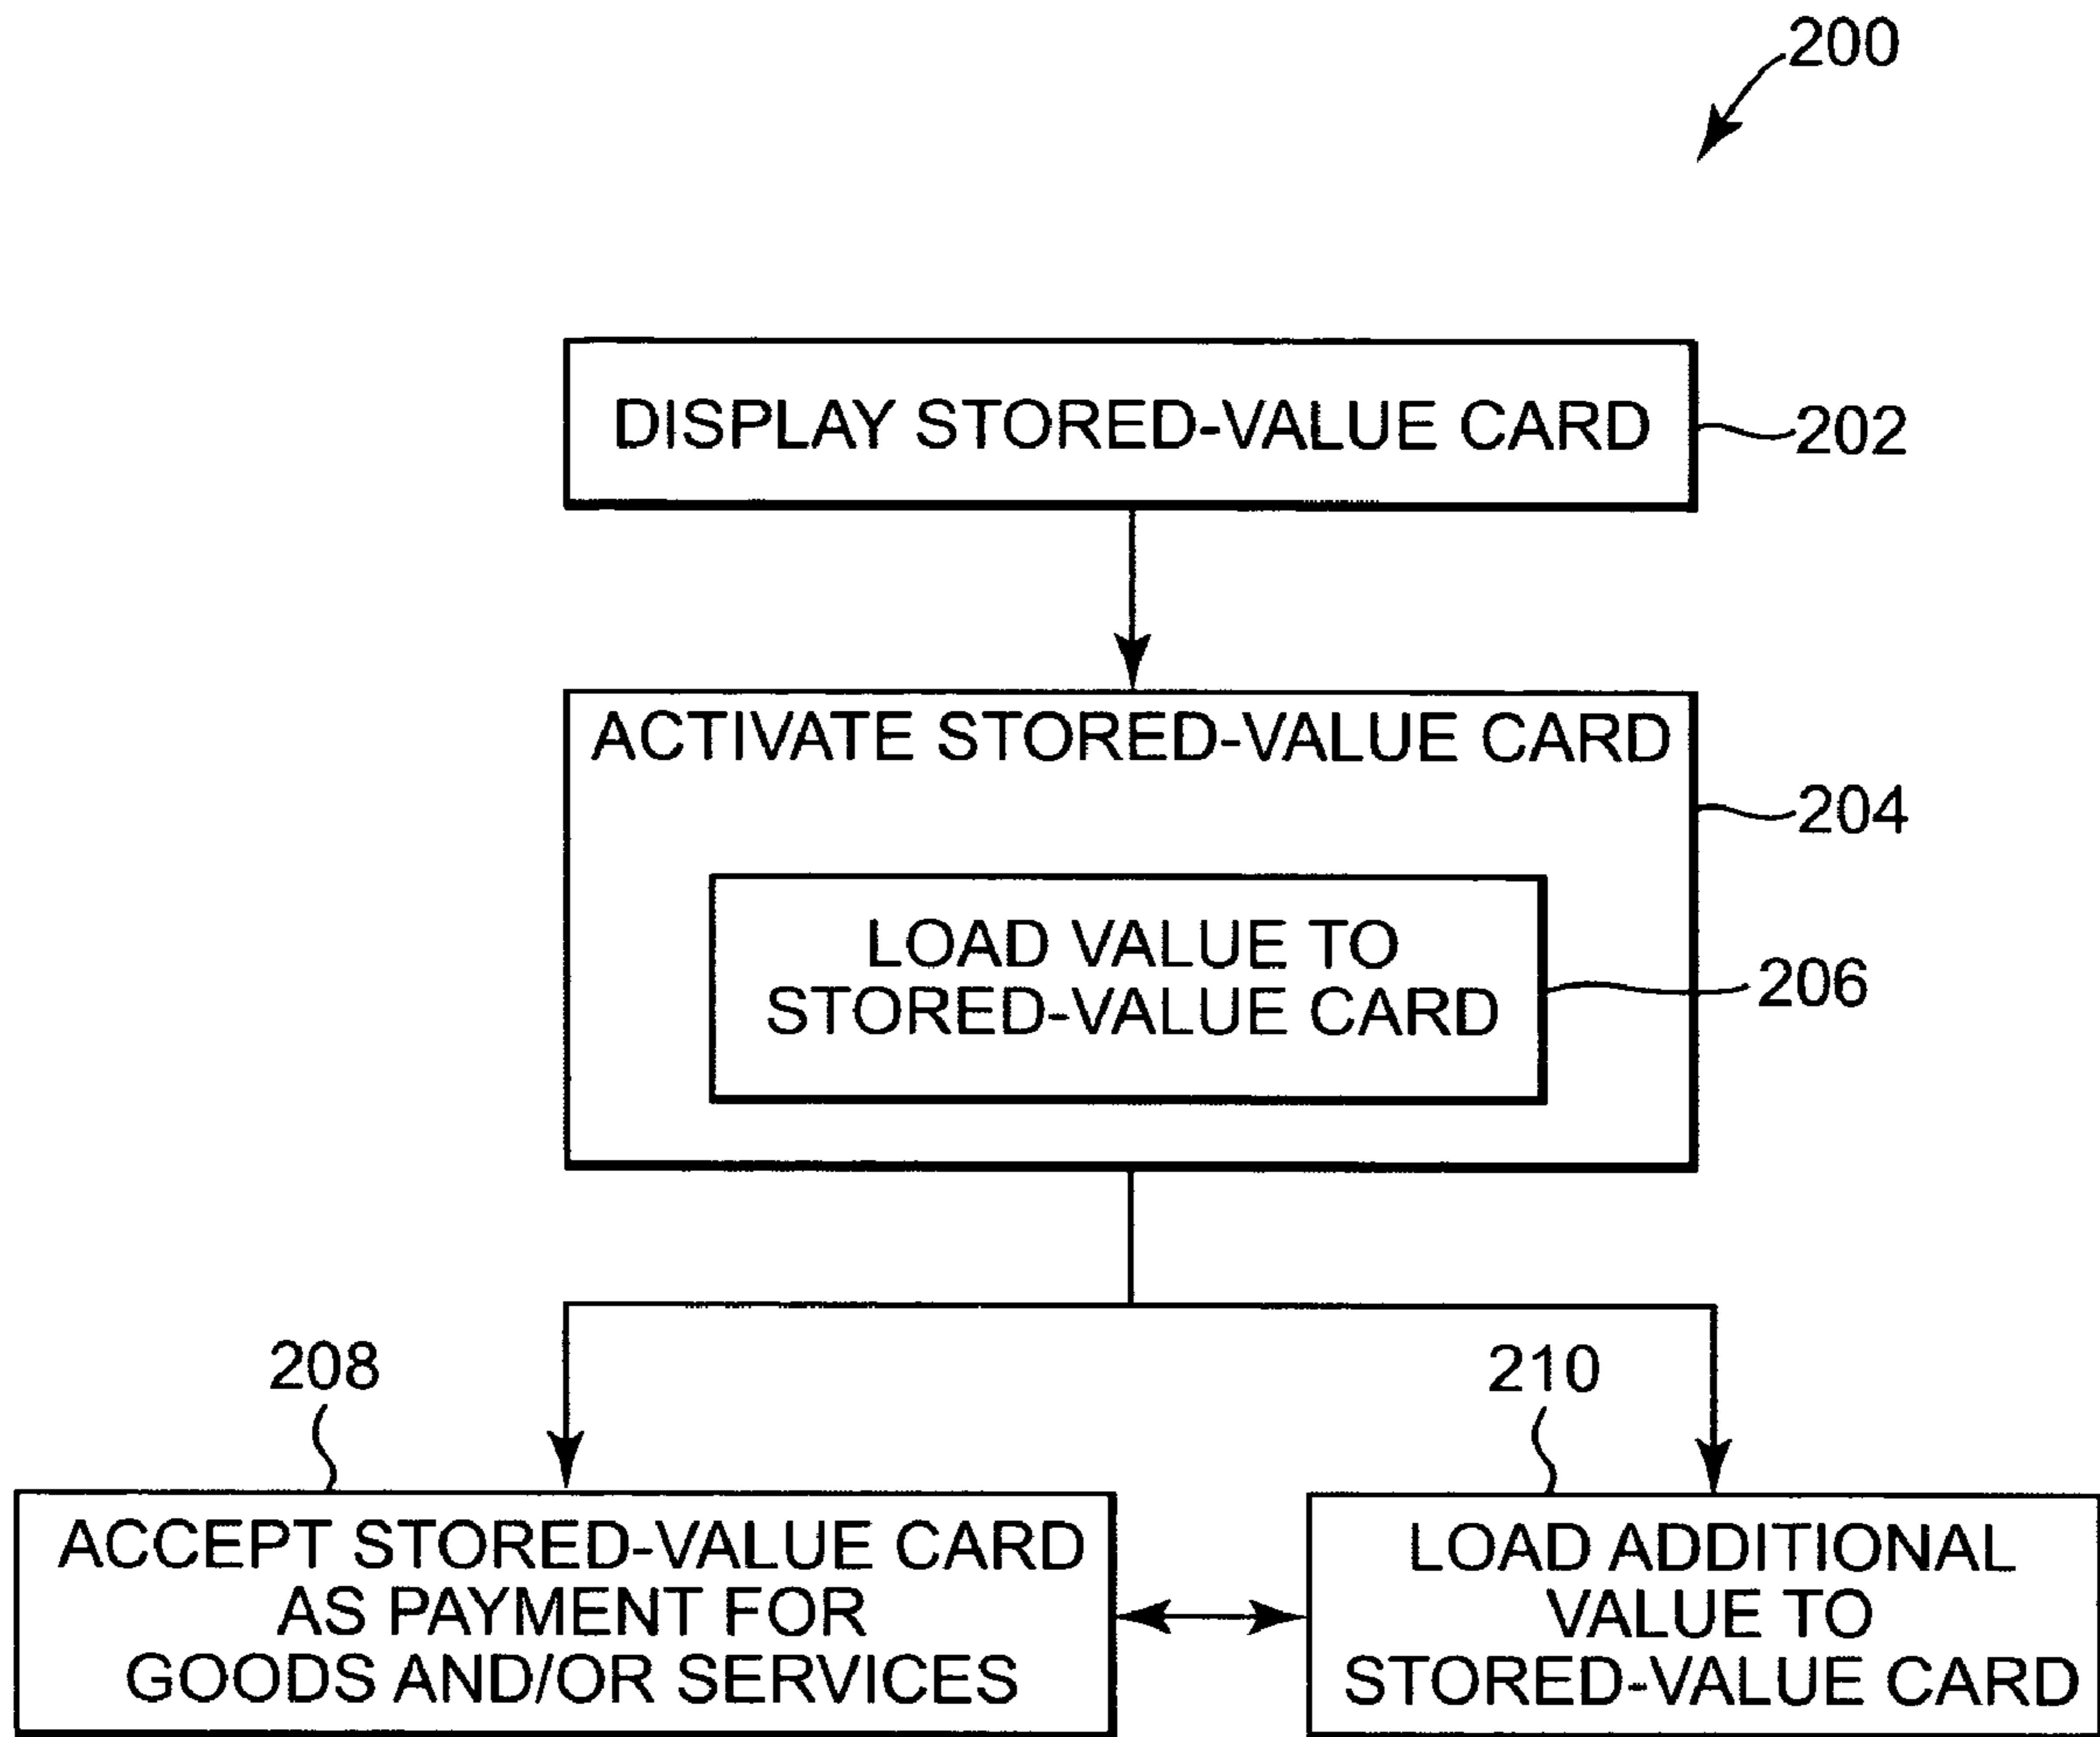 200
DISPLAY STORED-VALUE CARD
202
ACTIVATE STORED-VALUE CARD
204
LOAD VALUE TO
STORED-VALUE CARD
206
208
210
ACCEPT STORED-VALUE CARD
AS PAYMENT FOR
GOODS AND/OR SERVICES
LOAD ADDITIONAL
VALUE TO
STORED-VALUE CARD